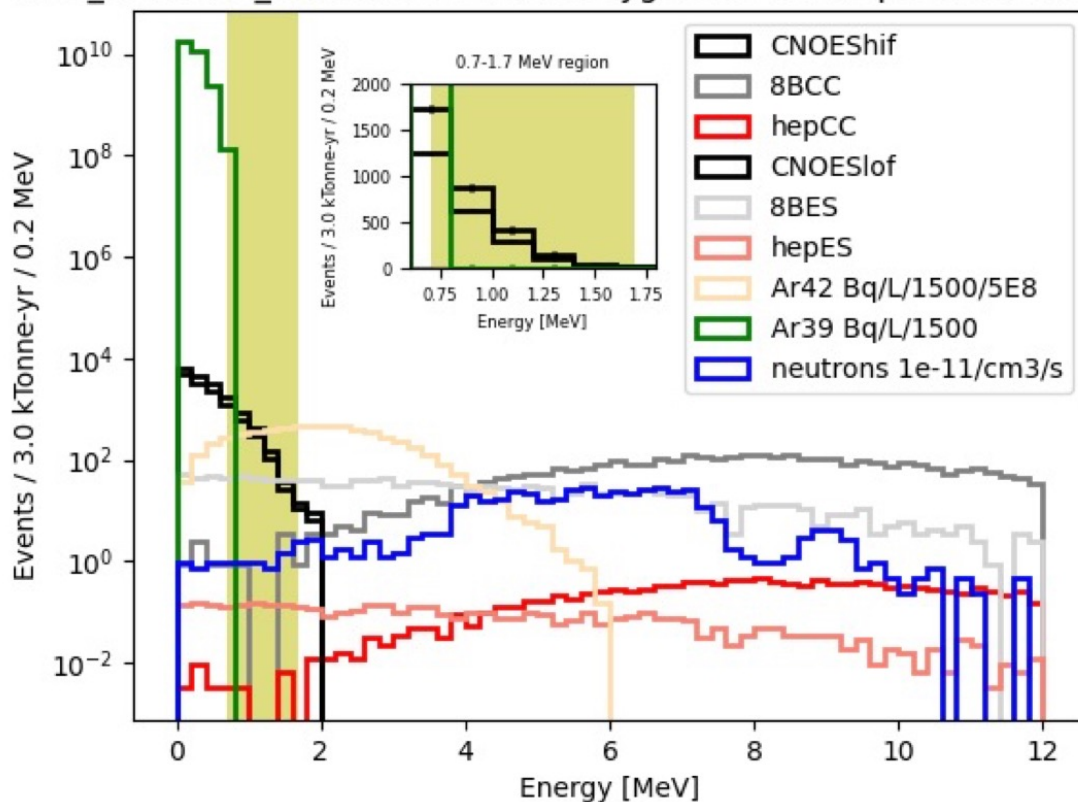 10¹⁰
10⁸
10⁶
10⁴
10²
10⁰
10⁻²
Events / 3.0 kTonne-yr / 0.2 MeV
0 2 4 6 8 10 12
Energy [MeV]
0.7-1.7 MeV region
2000
1500
1000
500
0
Events / 3.0 kTonne-yr / 0.2 MeV
0.75 1.00 1.25 1.50 1.75
Energy [MeV]
CNOEShif
8BCC
hepCC
CNOESlof
8BES
hepES
Ar42 Bq/L/1500/5E8
Ar39 Bq/L/1500
neutrons 1e-11/cm3/s